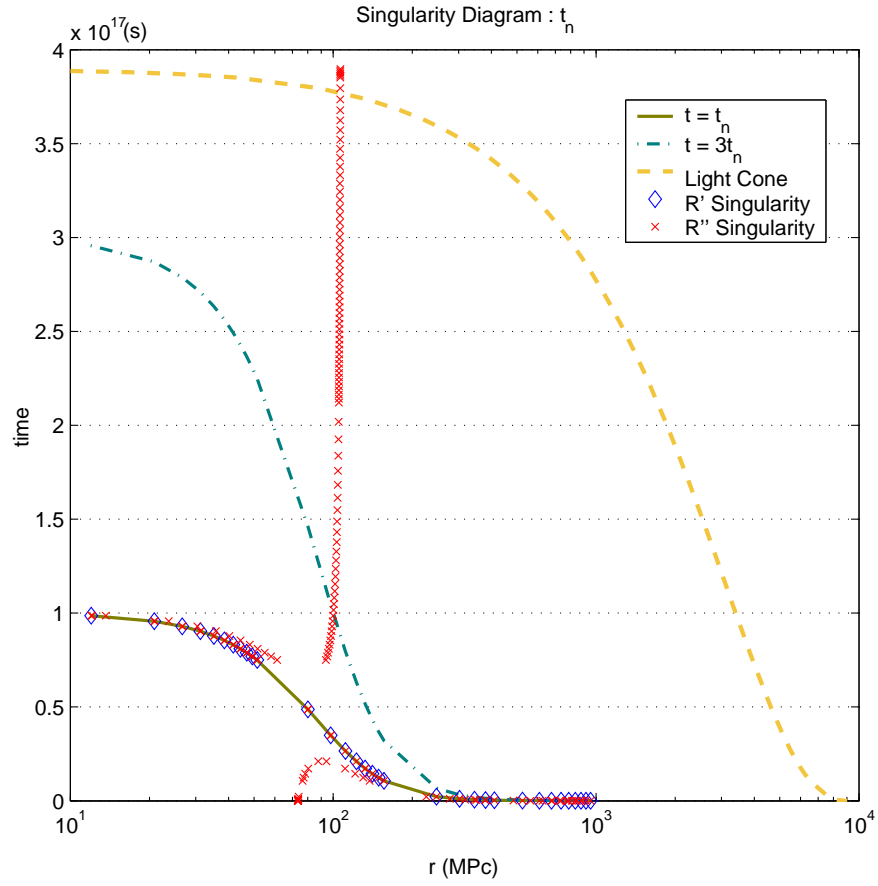 Singularity Diagram : t_n
x 10^17(s)
4
3.5
3
2.5
2
1.5
1
0.5
0
time
t = t_n
t = 3t_n
Light Cone
R' Singularity
R'' Singularity
10^1
10^2
10^3
10^4
r (MPc)